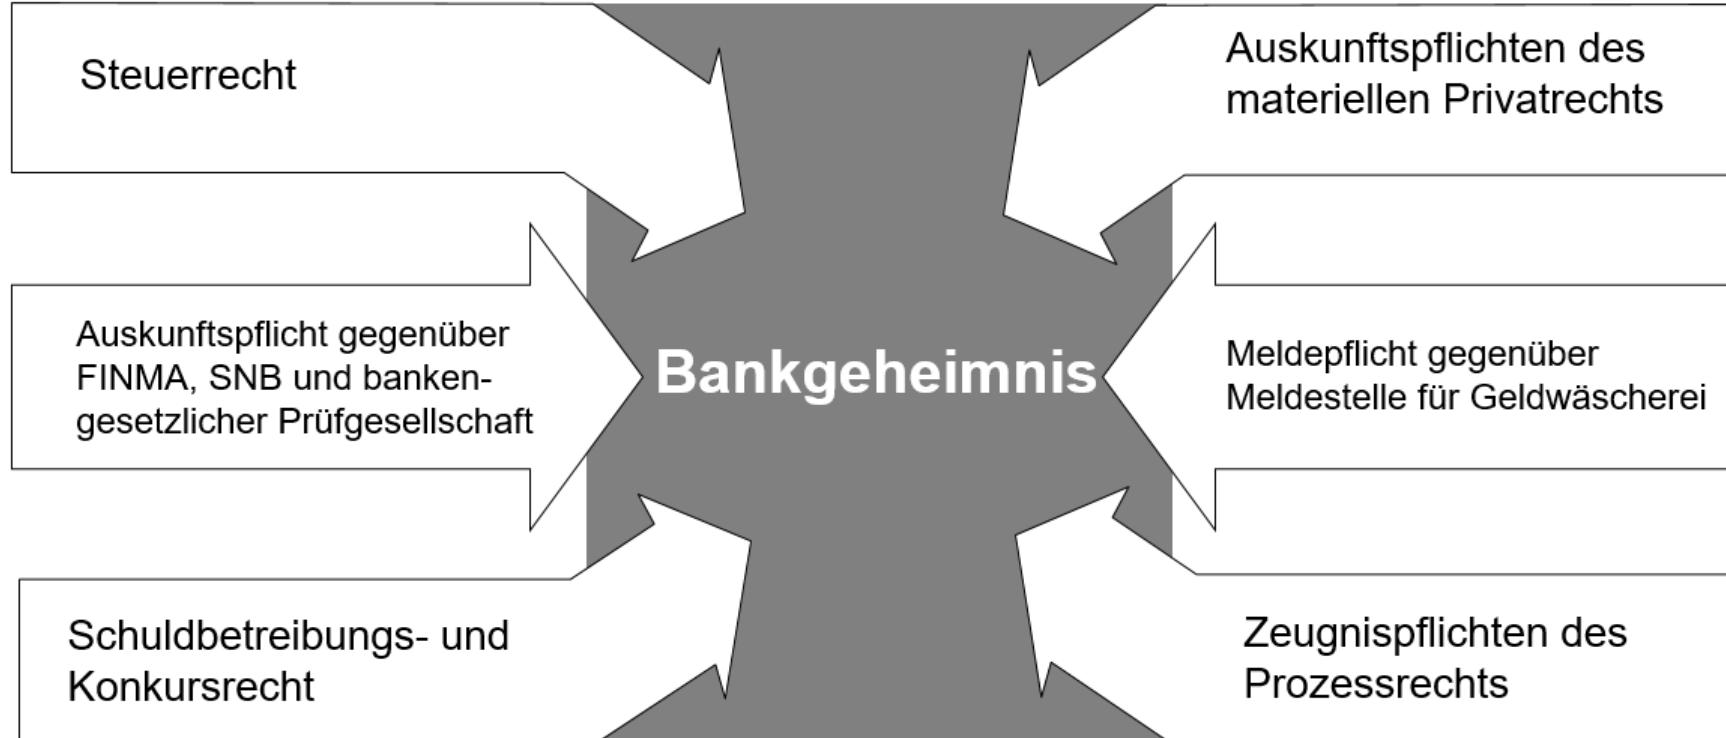 Steuerrecht
Auskunftspflichten des
materiellen Privatrechts
Auskunftspflicht gegenüber
FINMA, SNB und banken-
gesetzlicher Prüfgesellschaft
Bankgeheimnis
Meldepflicht gegenüber
Meldestelle für Geldwäscherei
Schuldbetreibungs- und
Konkursrecht
Zeugnispflichten des
Prozessrechts